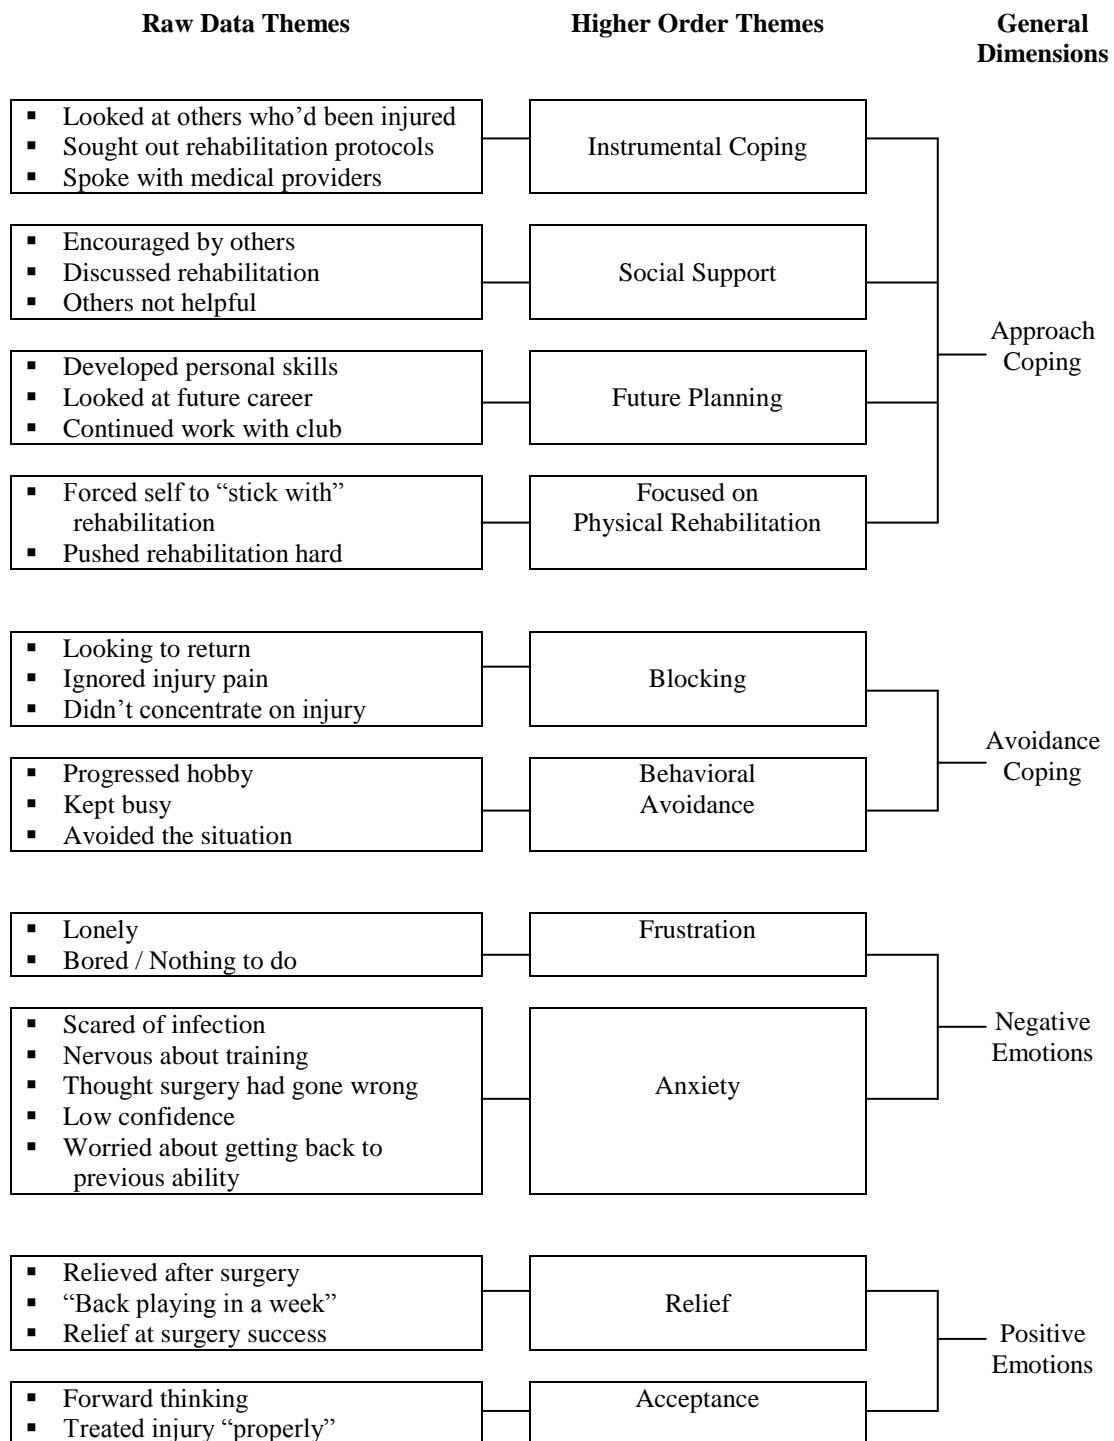 Raw Data Themes Higher Order Themes General
Dimensions
▪ Looked at others who’d been injured
▪ Sought out rehabilitation protocols
▪ Spoke with medical providers
Instrumental Coping
▪ Encouraged by others
▪ Discussed rehabilitation
▪ Others not helpful
Social Support
▪ Developed personal skills
▪ Looked at future career
▪ Continued work with club
Future Planning
▪ Forced self to “stick with”
rehabilitation
▪ Pushed rehabilitation hard
Focused on
Physical Rehabilitation
Approach
Coping
▪ Looking to return
▪ Ignored injury pain
▪ Didn’t concentrate on injury
Blocking
▪ Progressed hobby
▪ Kept busy
▪ Avoided the situation
Behavioral
Avoidance
Avoidance
Coping
▪ Lonely
▪ Bored / Nothing to do
Frustration
▪ Scared of infection
▪ Nervous about training
▪ Thought surgery had gone wrong
▪ Low confidence
▪ Worried about getting back to
previous ability
Anxiety
Negative
Emotions
▪ Relieved after surgery
▪ “Back playing in a week”
▪ Relief at surgery success
Relief
▪ Forward thinking
▪ Treated injury “properly”
Acceptance
Positive
Emotions